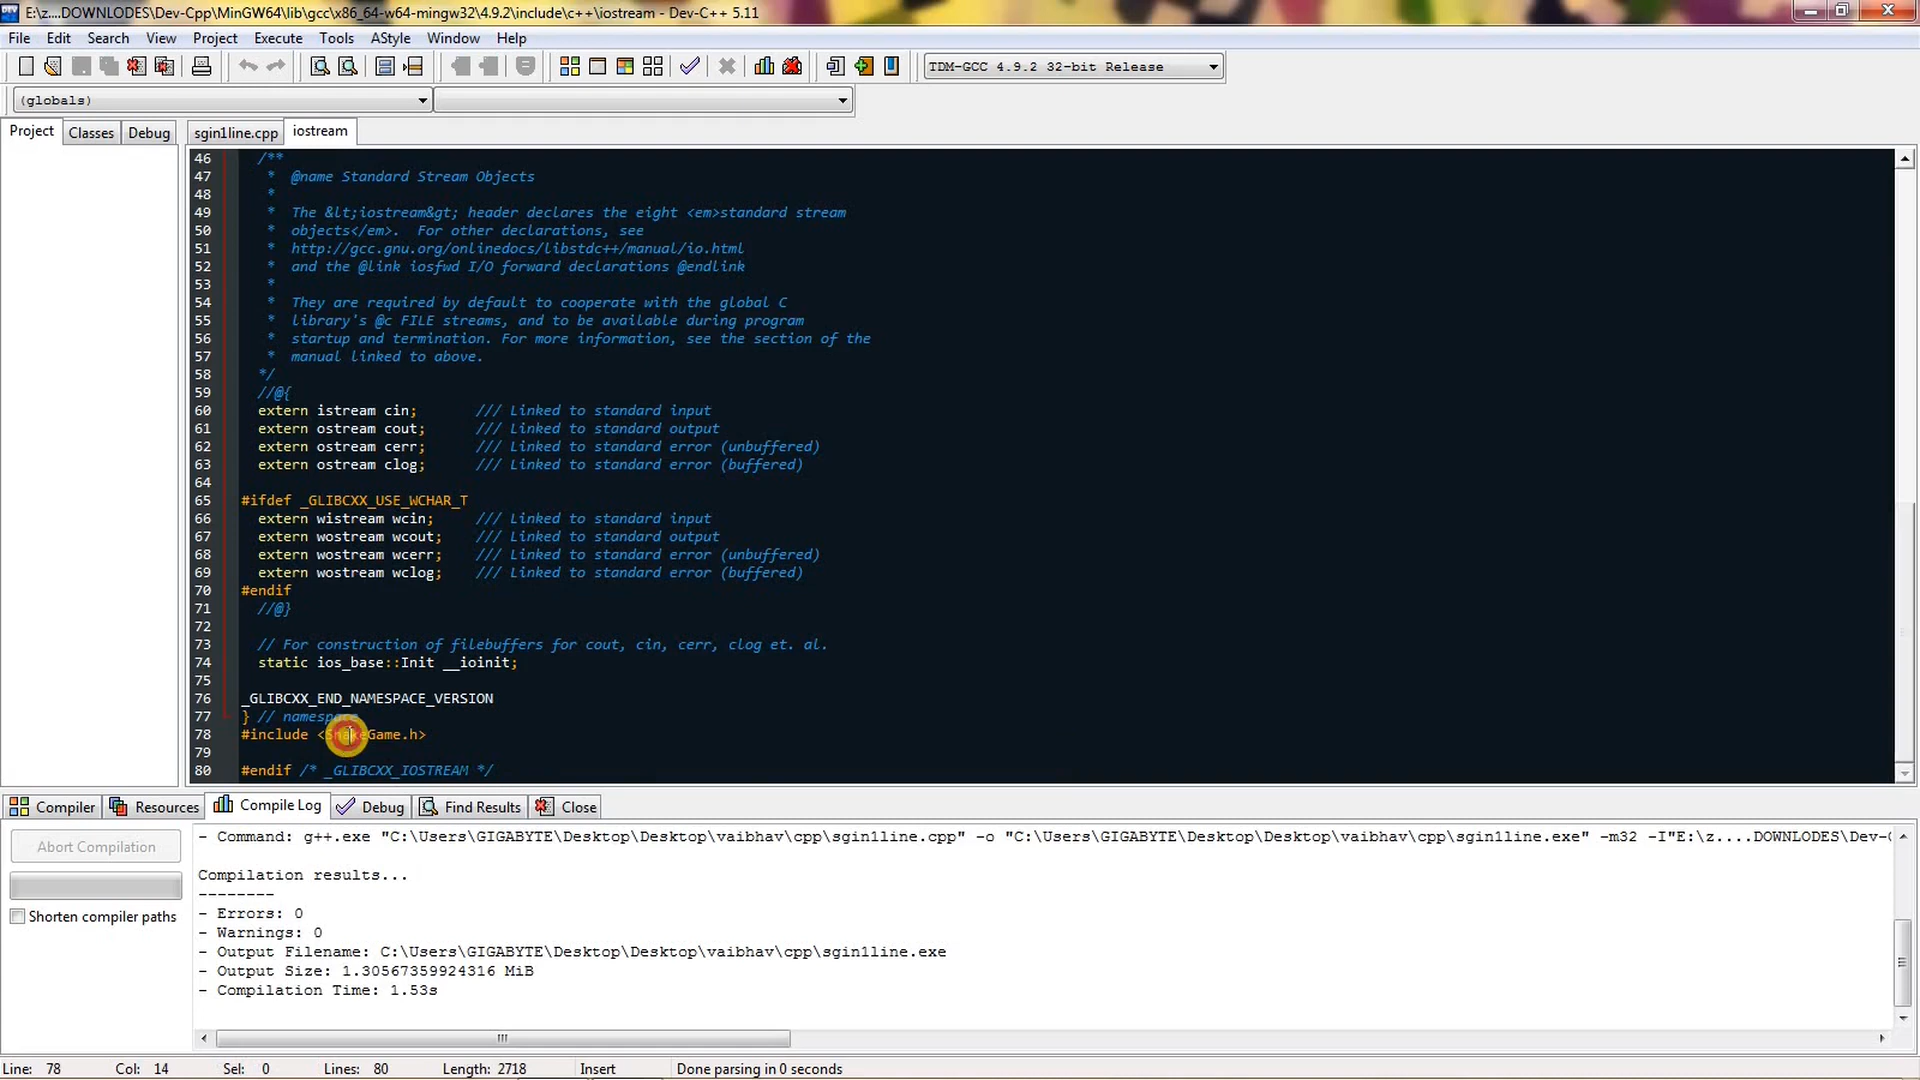 E:\z....DOWNLODES\Dev-Cpp\MinGW64\lib\gcc\x86_64-w64-mingw32\4.9.2\include\c++\iostream - Dev-C++ 5.11
File Edit Search View Project Execute Tools AStyle Window Help
TDM-GCC 4.9.2 32-bit Release
(globals)
Project Classes Debug sgin1line.cpp iostream
46 /**
47 * @name Standard Stream Objects
48 *
49 * The &lt;iostream&gt; header declares the eight <em>standard stream
50 * objects</em>. For other declarations, see
51 * http://gcc.gnu.org/onlinedocs/libstdc++/manual/io.html
52 * and the @link iosfwd I/O forward declarations @endlink
53 *
54 * They are required by default to cooperate with the global C
55 * library's @c FILE streams, and to be available during program
56 * startup and termination. For more information, see the section of the
57 * manual linked to above.
58 */
59 //@{
60 extern istream cin; /// Linked to standard input
61 extern ostream cout; /// Linked to standard output
62 extern ostream cerr; /// Linked to standard error (unbuffered)
63 extern ostream clog; /// Linked to standard error (buffered)
64
65 #ifdef _GLIBCXX_USE_WCHAR_T
66 extern wistream wcin; /// Linked to standard input
67 extern wostream wcout; /// Linked to standard output
68 extern wostream wcerr; /// Linked to standard error (unbuffered)
69 extern wostream wclog; /// Linked to standard error (buffered)
70 #endif
71 //@}
72
73 // For construction of filebuffers for cout, cin, cerr, clog et. al.
74 static ios_base::Init __ioinit;
75
76 _GLIBCXX_END_NAMESPACE_VERSION
77 } // namespace
78 #include <SnakeGame.h>
79
80 #endif /* _GLIBCXX_IOSTREAM */
Compiler Resources Compile Log Debug Find Results Close
Abort Compilation
Shorten compiler paths
- Command: g++.exe "C:\Users\GIGABYTE\Desktop\Desktop\vaibhav\cpp\sgin1line.cpp" -o "C:\Users\GIGABYTE\Desktop\Desktop\vaibhav\cpp\sgin1line.exe" -m32 -I"E:\z....DOWNLODES\Dev-
Compilation results...
--------
- Errors: 0
- Warnings: 0
- Output Filename: C:\Users\GIGABYTE\Desktop\Desktop\vaibhav\cpp\sgin1line.exe
- Output Size: 1.30567359924316 MiB
- Compilation Time: 1.53s
Line: 78 Col: 14 Sel: 0 Lines: 80 Length: 2718 Insert Done parsing in 0 seconds